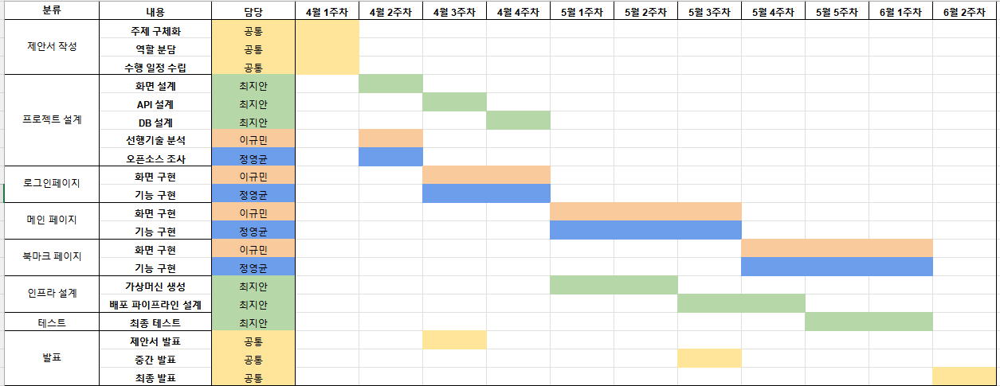 분류 내용 담당 4월 1주차 4월 2주차 4월 3주차 4월 4주차 5월 1주차 5월 2주차 5월 3주차 5월 4주차 5월 5주차 6월 1주차 6월 2주차
제안서 작성 주제 구체화 공통
역할 분담 공통
수행 일정 수립 공통
프로젝트 설계 화면 설계 최지안
API 설계 최지안
DB 설계 최지안
선행기술 분석 이규민
오픈소스 조사 정영균
로그인페이지 화면 구현 이규민
기능 구현 정영균
메인 페이지 화면 구현 이규민
기능 구현 정영균
북마크 페이지 화면 구현 이규민
기능 구현 정영균
인프라 설계 가상머신 생성 최지안
배포 파이프라인 설계 최지안
테스트 최종 테스트 최지안
발표 제안서 발표 공통
중간 발표 공통
최종 발표 공통